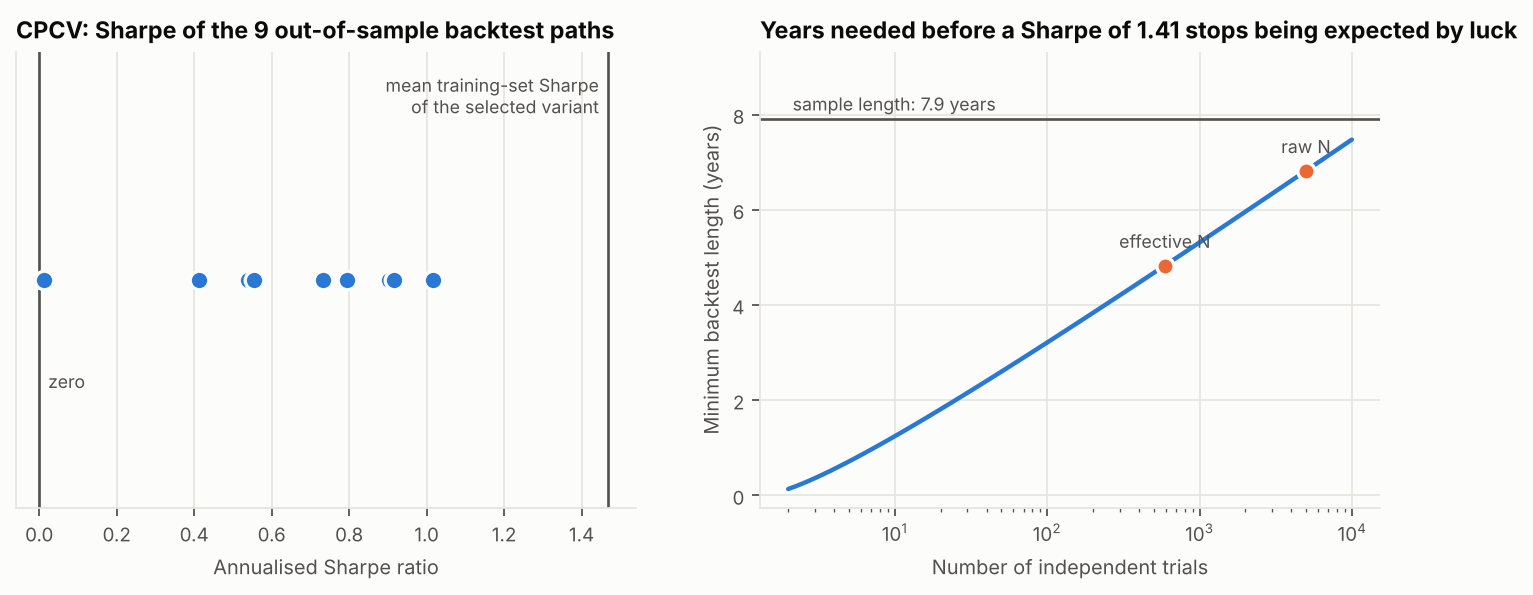 CPCV: Sharpe of the 9 out-of-sample backtest paths
mean training-set Sharpe
of the selected variant
zero
0.0 0.2 0.4 0.6 0.8 1.0 1.2 1.4
Annualised Sharpe ratio
Years needed before a Sharpe of 1.41 stops being expected by luck
sample length: 7.9 years
raw N
effective N
Minimum backtest length (years)
8
6
4
2
0
10¹ 10² 10³ 10⁴
Number of independent trials